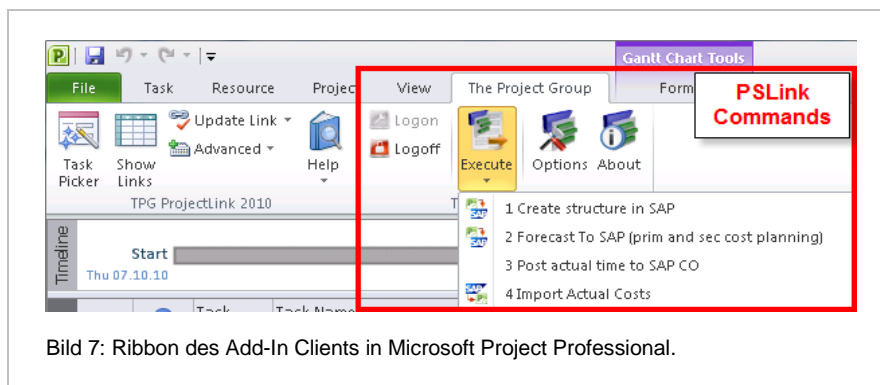 Gantt Chart Tools
File Task Resource Projec View The Project Group Form
PSLink
Commands
Update Link
Advanced
Logon
Logoff
Task
Picker
Show
Links
Help
Execute
Options
About
TPG ProjectLink 2010
T
1 Create structure in SAP
2 Forecast To SAP (prim and sec cost planning)
3 Post actual time to SAP CO
4 Import Actual Costs
Timeline
Start
Thu 07.10.10
Task Task Name
Bild 7: Ribbon des Add-In Clients in Microsoft Project Professional.